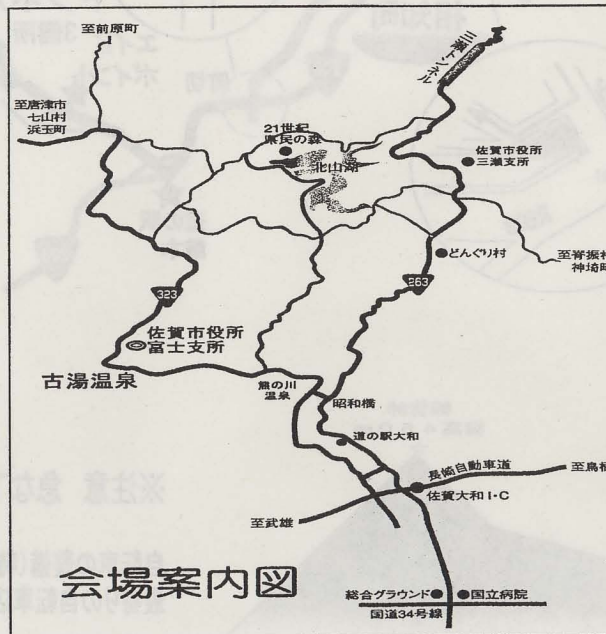 至前原町
三瀬トンネル
至唐津市
七山村
浜玉町
21世紀
県民の森
北山湖
佐賀市役所
三瀬支所
どんぐり村
至脊振村
神埼町
323
263
佐賀市役所
富士支所
古湯温泉
熊の川
温泉
昭和橋
道の駅大和
長崎自動車道
至鳥栖
佐賀大和I・C
至武雄
会場案内図
総合グラウンド
国立病院
国道34号線
※注意 急な